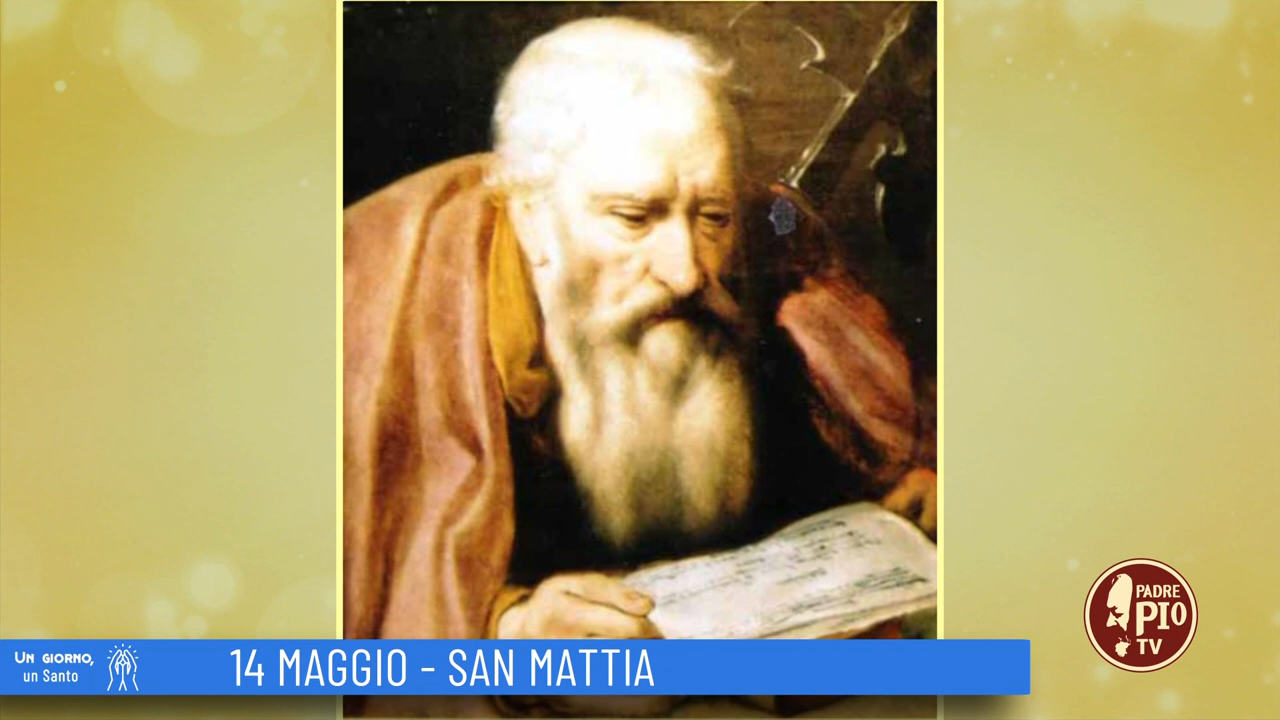 Un giorno,
un Santo
14 MAGGIO - SAN MATTIA
PADRE
PIO
TV